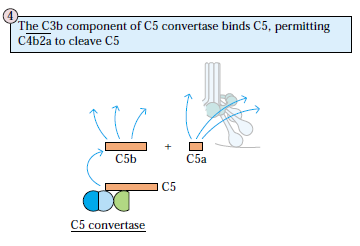 4
The C3b component of C5 convertase binds C5, permitting
C4b2a to cleave C5
+
C5b
C5a
C5
C5 convertase